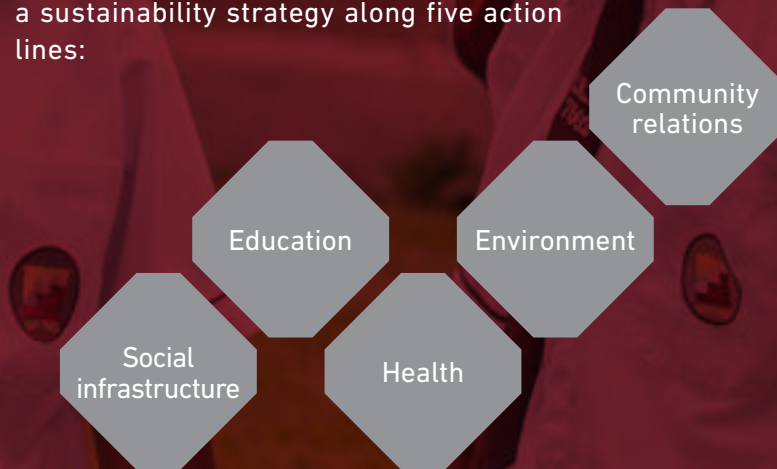 a sustainability strategy along five action
lines:
Community
relations
Education
Environment
Social
infrastructure
Health